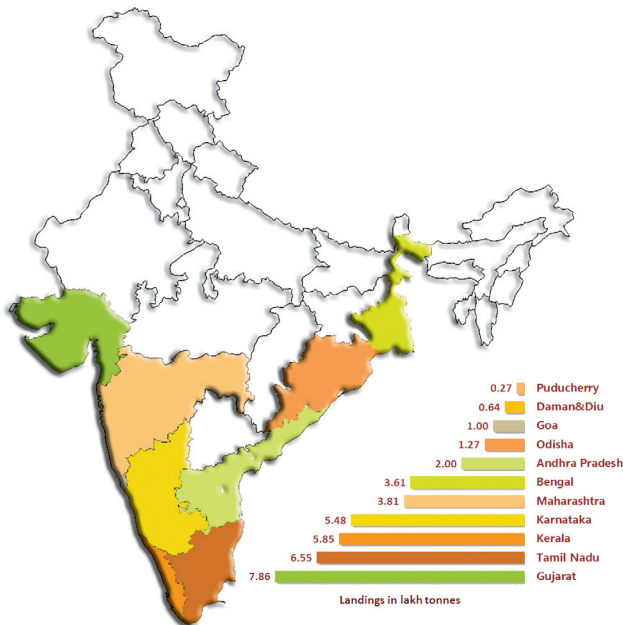 0.27 Puducherry
0.64 Daman&Diu
1.00 Goa
1.27 Odisha
2.00 Andhra Pradesh
3.61 Bengal
3.81 Maharashtra
5.48 Karnataka
5.85 Kerala
6.55 Tamil Nadu
7.86 Gujarat
Landings in lakh tonnes